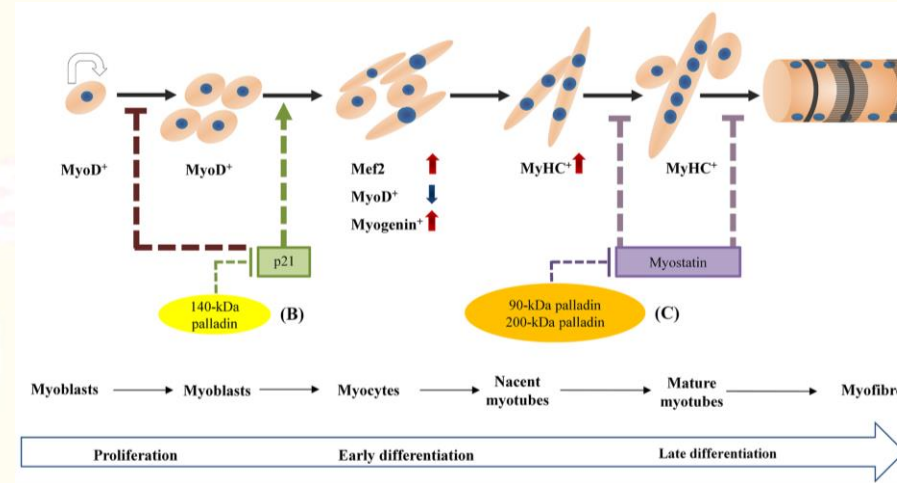 MyoD⁺
MyoD⁺
Mef2
MyoD⁺
Myogenin⁺
MyHC⁺
MyHC⁺
p21
Myostatin
140-kDa
palladin
(B)
90-kDa palladin
200-kDa palladin
(C)
Myoblasts
Myoblasts
Myocytes
Nacent
myotubes
Mature
myotubes
Myofibre
Proliferation
Early differentiation
Late differentiation